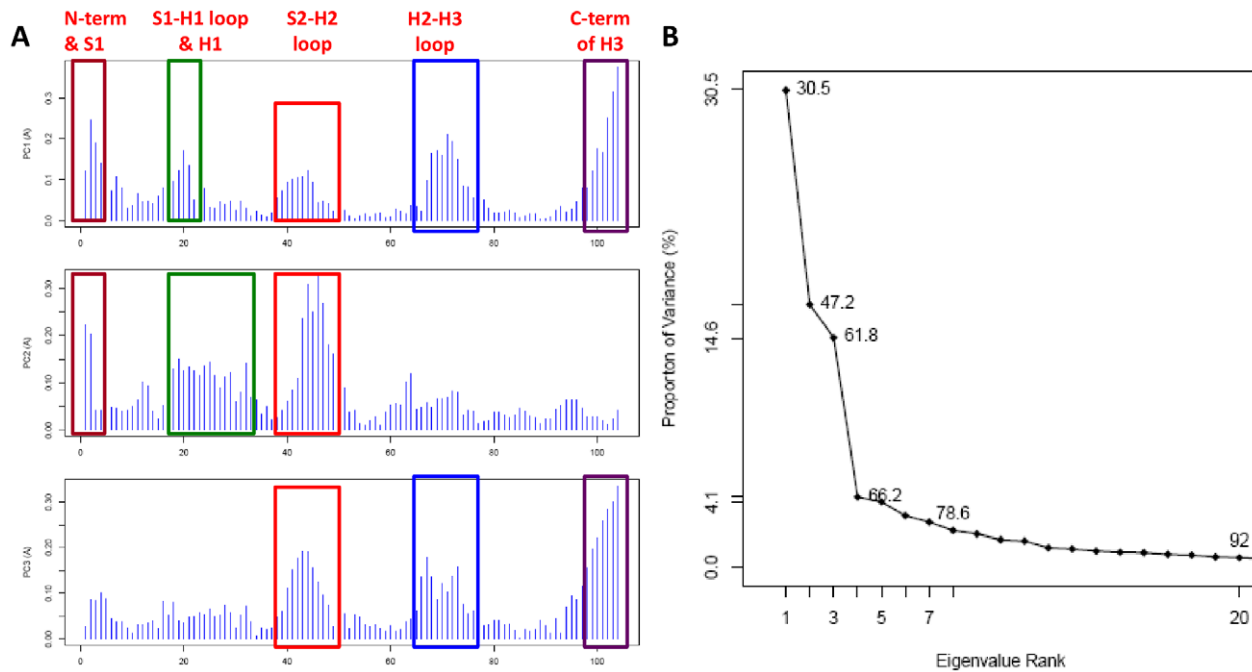 A
N-term S1-H1 loop S2-H2 H2-H3 C-term
& S1 & H1 loop loop of H3
PC1 (A)
0.3
0.2
0.1
0.0
0 20 40 60 80 100
PC2 (A)
0.30
0.20
0.10
0.00
0 20 40 60 80 100
PC3 (A)
0.30
0.20
0.10
0.00
0 20 40 60 80 100
B
Proporton of Variance (%)
30.5
14.6
4.1
0.0
30.5
47.2
61.8
66.2
78.6
92
1 3 5 7 20
Eigenvalue Rank